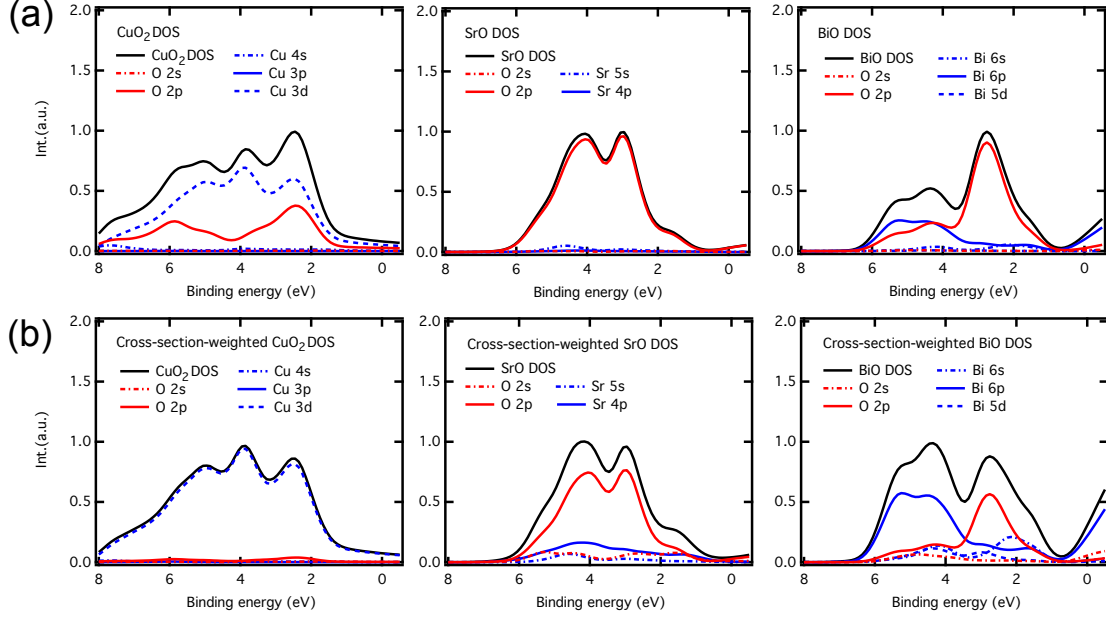 (a)
CuO₂ DOS
CuO₂DOS
O 2s
O 2p
Cu 4s
Cu 3p
Cu 3d
Int.(a.u.)
2.0
1.5
1.0
0.5
0.0
8
6
4
2
0
Binding energy (eV)
SrO DOS
SrO DOS
O 2s
O 2p
Sr 5s
Sr 4p
2.0
1.5
1.0
0.5
0.0
8
6
4
2
0
Binding energy (eV)
BiO DOS
BiO DOS
O 2s
O 2p
Bi 6s
Bi 6p
Bi 5d
2.0
1.5
1.0
0.5
0.0
8
6
4
2
0
Binding energy (eV)
(b)
Cross-section-weighted CuO₂DOS
CuO₂DOS
O 2s
O 2p
Cu 4s
Cu 3p
Cu 3d
Int.(a.u.)
2.0
1.5
1.0
0.5
0.0
8
6
4
2
0
Binding energy (eV)
Cross-section-weighted SrO DOS
SrO DOS
O 2s
O 2p
Sr 5s
Sr 4p
2.0
1.5
1.0
0.5
0.0
8
6
4
2
0
Binding energy (eV)
Cross-section-weighted BiO DOS
BiO DOS
O 2s
O 2p
Bi 6s
Bi 6p
Bi 5d
2.0
1.5
1.0
0.5
0.0
8
6
4
2
0
Binding energy (eV)